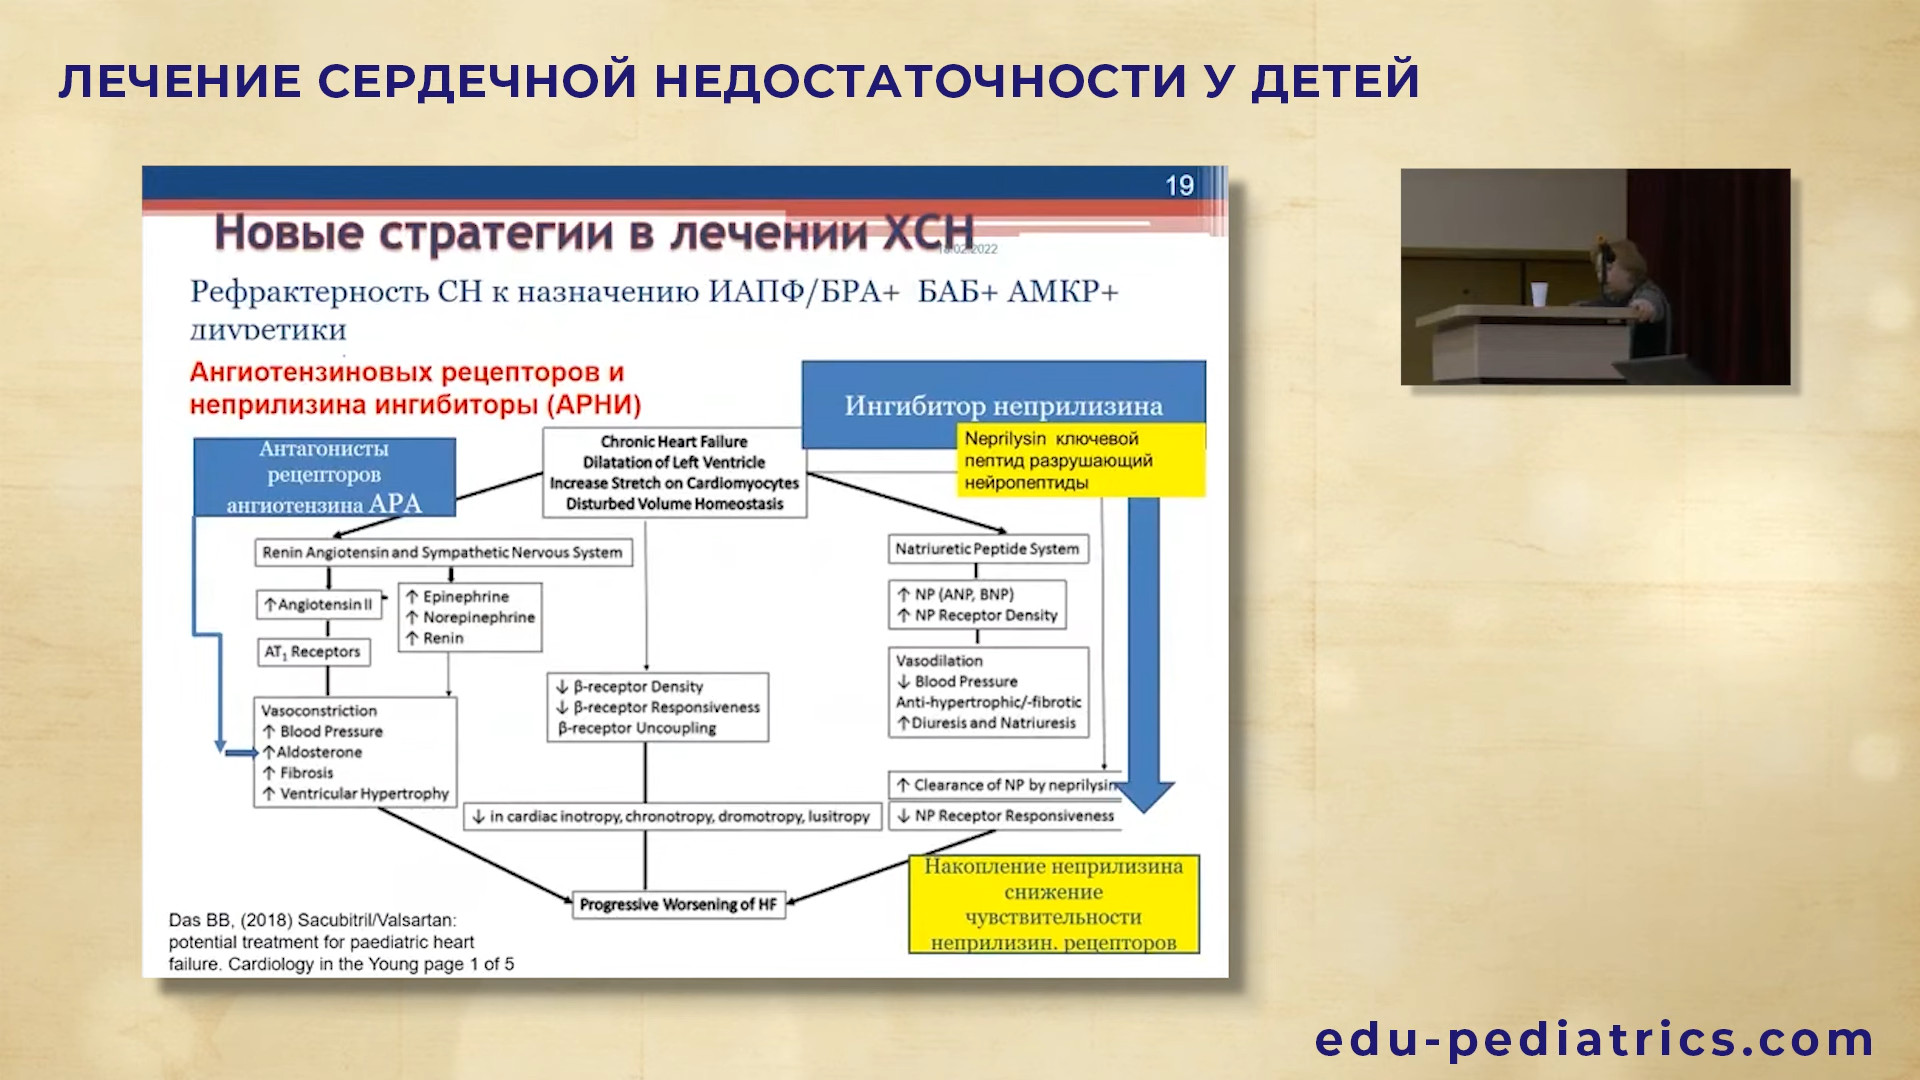 ЛЕЧЕНИЕ СЕРДЕЧНОЙ НЕДОСТАТОЧНОСТИ У ДЕТЕЙ
19
Новые стратегии в лечении ХСН
18.02.2022
Рефрактерность СН к назначению ИАПФ/БРА+ БАБ+ АМКР+
диуретики
Ангиотензиновых рецепторов и
неприлизина ингибиторы (АРНИ)
Ингибитор неприлизина
Neprilysin ключевой
пептид разрушающий
нейропептиды
Антагонисты
рецепторов
ангиотензина АРА
Chronic Heart Failure
Dilatation of Left Ventricle
Increase Stretch on Cardiomyocytes
Disturbed Volume Homeostasis
Renin Angiotensin and Sympathetic Nervous System
↑Angiotensin II
↑ Epinephrine
↑ Norepinephrine
↑ Renin
AT₁ Receptors
Vasoconstriction
↑ Blood Pressure
↑Aldosterone
↑ Fibrosis
↑ Ventricular Hypertrophy
↓ β-receptor Density
↓ β-receptor Responsiveness
β-receptor Uncoupling
Natriuretic Peptide System
↑ NP (ANP, BNP)
↑ NP Receptor Density
Vasodilation
↓ Blood Pressure
Anti-hypertrophic/-fibrotic
↑Diuresis and Natriuresis
↑ Clearance of NP by neprilysin
↓ NP Receptor Responsiveness
↓ in cardiac inotropy, chronotropy, dromotropy, lusitropy
Progressive Worsening of HF
Накопление неприлизина
снижение
чувствительности
неприлизин. рецепторов
Das BB, (2018) Sacubitril/Valsartan:
potential treatment for paediatric heart
failure. Cardiology in the Young page 1 of 5
edu-pediatrics.com